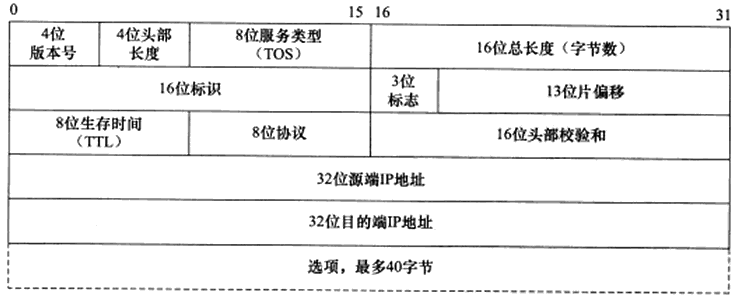 0 15 16 31
4位
版本号
4位头部
长度
8位服务类型
（TOS）
16位总长度（字节数）
16位标识
3位
标志
13位片偏移
8位生存时间
（TTL）
8位协议
16位头部校验和
32位源端IP地址
32位目的端IP地址
选项，最多40字节